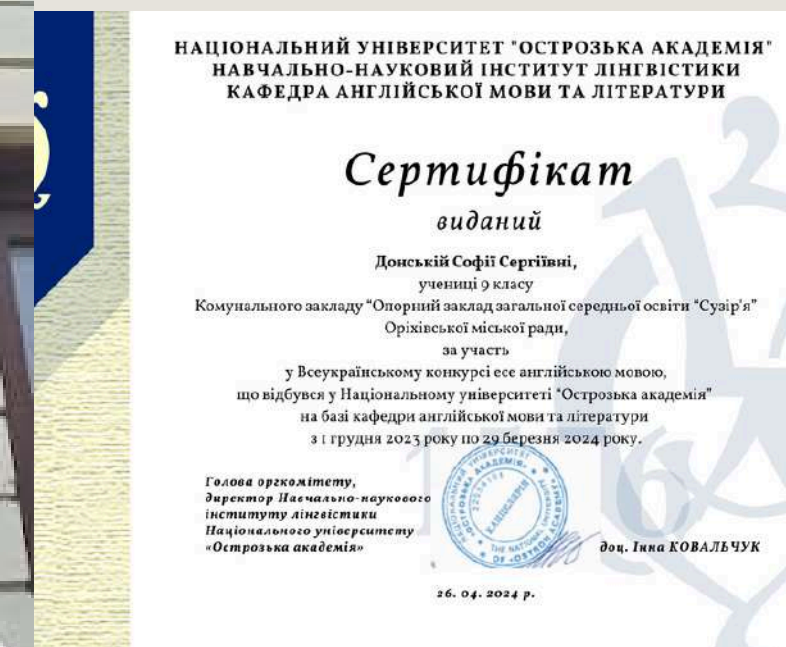 НАЦІОНАЛЬНИЙ УНІВЕРСИТЕТ "ОСТРОЗЬКА АКАДЕМІЯ"
НАВЧАЛЬНО-НАУКОВИЙ ІНСТИТУТ ЛІНГВІСТИКИ
КАФЕДРА АНГЛІЙСЬКОЇ МОВИ ТА ЛІТЕРАТУРИ
Сертифікат
виданий
Донській Софії Сергіївні,
учениці 9 класу
Комунального закладу "Опорний заклад загальної середньої освіти "Сузір'я"
Оріхівської міської ради,
за участь
у Всеукраїнському конкурсі есе англійською мовою,
що відбувся у Національному університеті "Острозька академія"
на базі кафедри англійської мови та літератури
з 1 грудня 2023 року по 29 березня 2024 року.
Голова оргкомітету,
директор Навчально-наукового
інституту лінгвістики
Національного університету
«Острозька академія»
КАНЦЕЛЯРІЯ
доц. Інна КОВАЛЬЧУК
26. 04. 2024 р.